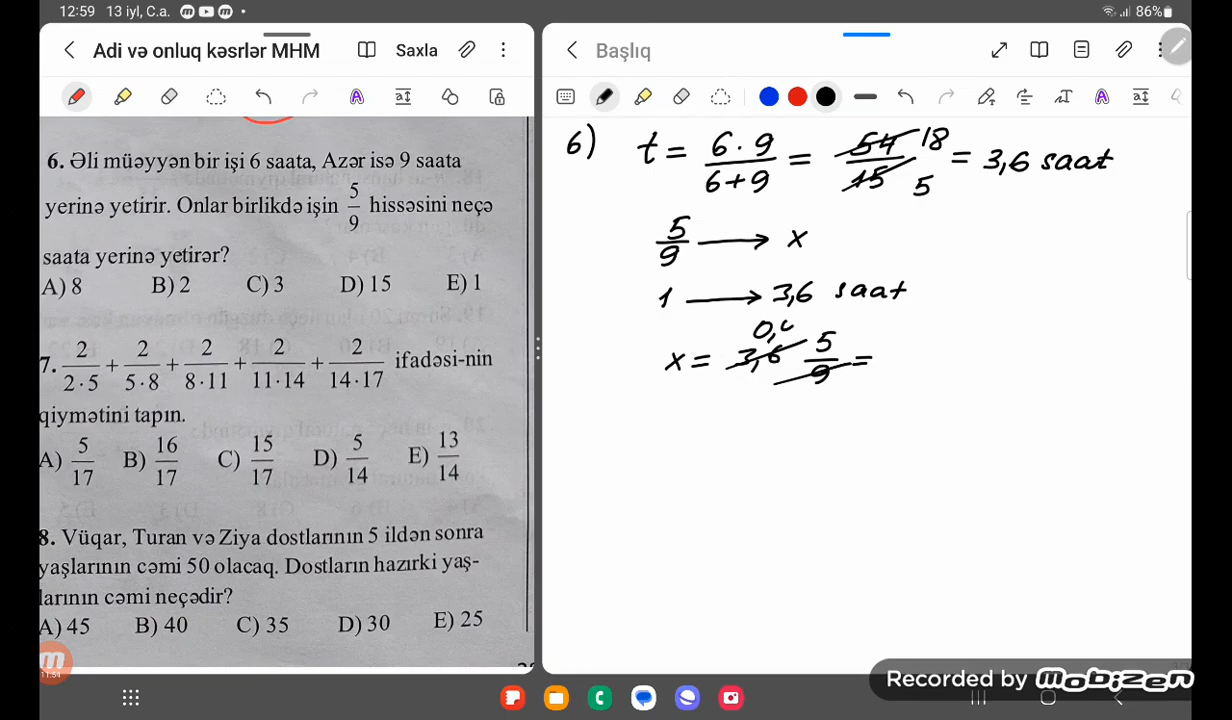 12:59 13 iyl, C.a. 86%
Adi və onluq kəsrlər MHM Saxla
Başlıq
6. Əli müəyyən bir işi 6 saata, Azər isə 9 saata
yerinə yetirir. Onlar birlikdə işin 5/9 hissəsini neçə
saata yerinə yetirər?
A) 8 B) 2 C) 3 D) 15 E) 1
7. 2/(2·5) + 2/(5·8) + 2/(8·11) + 2/(11·14) + 2/(14·17) ifadəsi-nin
qiymətini tapın.
A) 5/17 B) 16/17 C) 15/17 D) 5/14 E) 13/14
8. Vüqar, Turan və Ziya dostlarının 5 ildən sonra
yaşlarının cəmi 50 olacaq. Dostların hazırki yaş-
larının cəmi neçədir?
A) 45 B) 40 C) 35 D) 30 E) 25
6) t = (6·9)/(6+9) = 54/15 18/5 = 3,6 saat
5/9 → x
1 → 3,6 saat
0,
x = 3,6 5/9 =
11:54
Recorded by mobizen